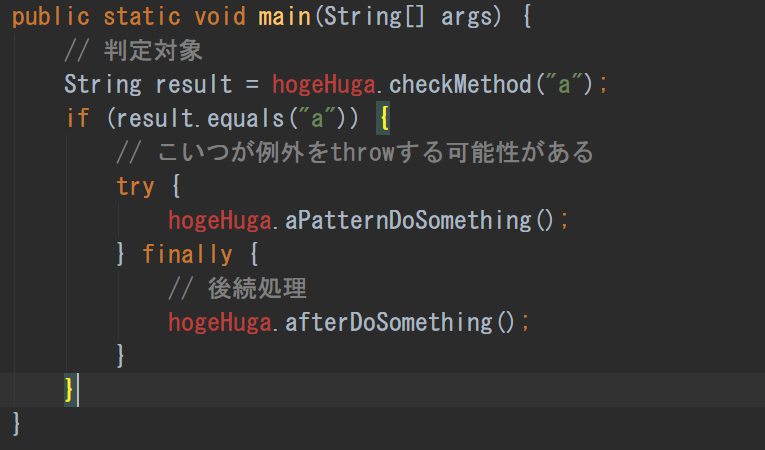 public static void main(String[] args) {
// 判定対象
String result = hogeHuga.checkMethod("a");
if (result.equals("a")) {
// こいつが例外をthrowする可能性がある
try {
hogeHuga.aPatternDoSomething();
} finally {
// 後続処理
hogeHuga.afterDoSomething();
}
}
}